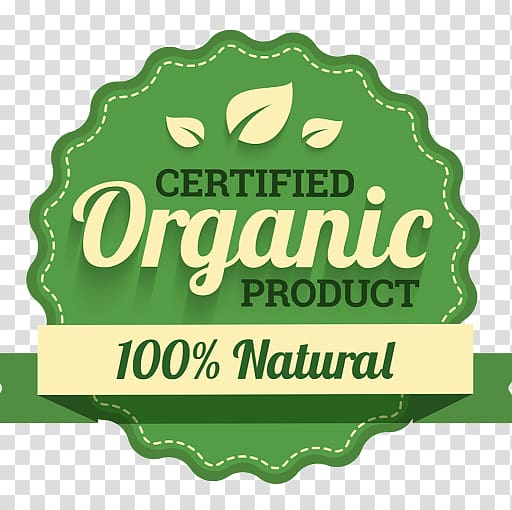 CERTIFIED
Organic
PRODUCT
100% Natural